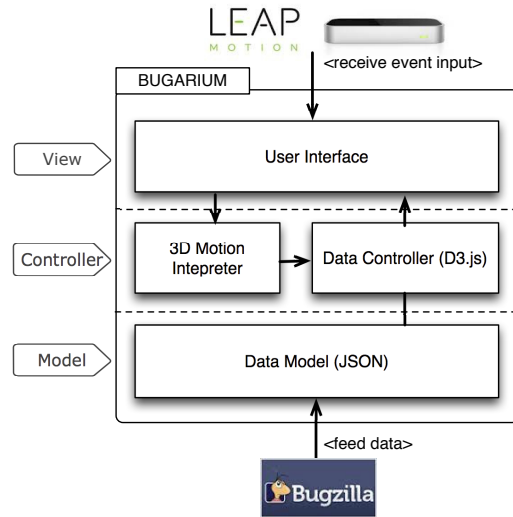 LEAP
MOTION
<receive event input>
BUGARIUM
View
User Interface
Controller
3D Motion
Intepreter
Data Controller (D3.js)
Model
Data Model (JSON)
<feed data>
Bugzilla